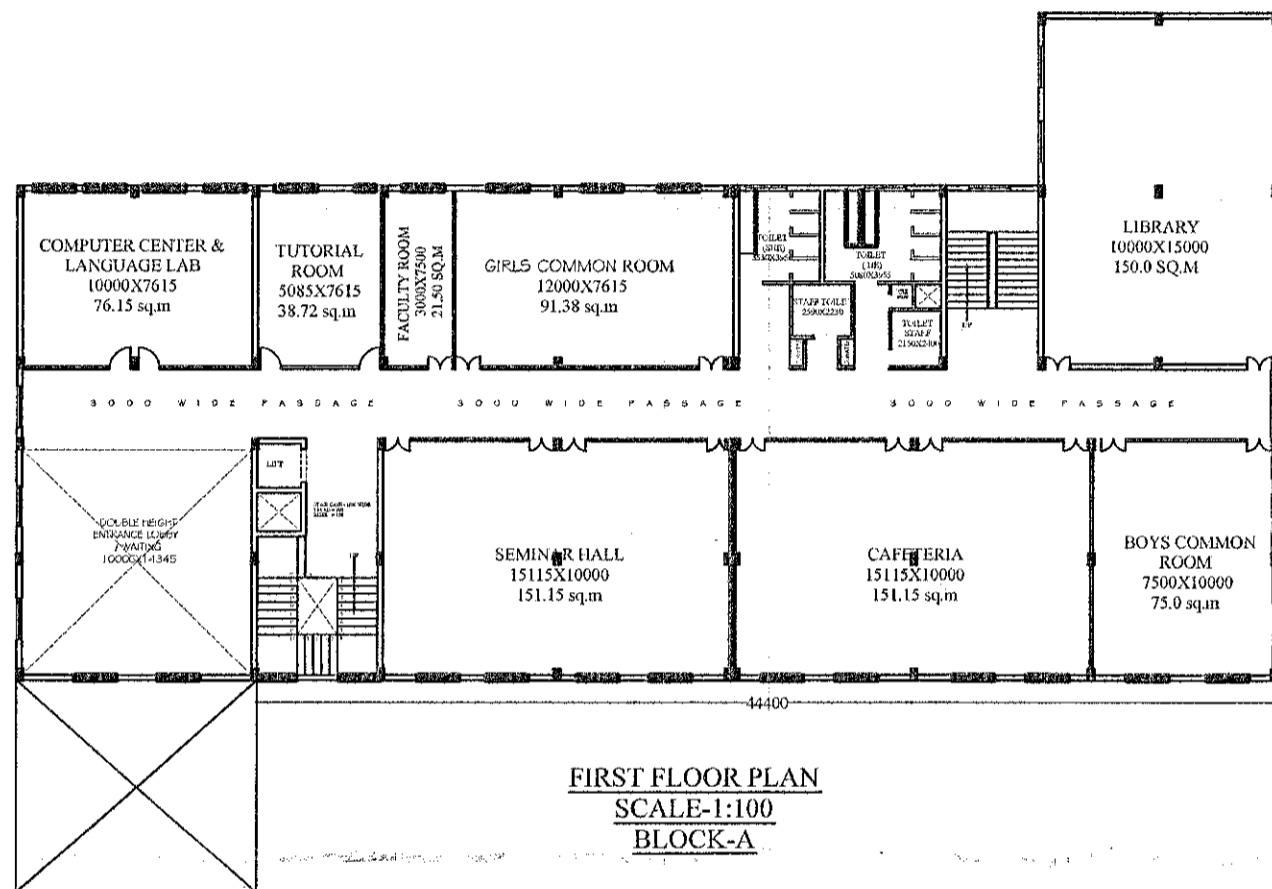 LIBRARY
10000X15000
150.0 SQ.M
COMPUTER CENTER &
LANGUAGE LAB
10000X7615
76.15 sq.m
TUTORIAL
ROOM
5085X7615
38.72 sq.m
FACULTY ROOM
3000X7500
21.50 SQ.M
GIRLS COMMON ROOM
12000X7615
91.38 sq.m
TOILET
TOILET
STAFF TOILET
TOILET
STAFF
UP
3000 WIDE PASSAGE
3000 WIDE PASSAGE
3000 WIDE PASSAGE
LIFT
DOUBLE HEIGHT
ENTRANCE LOBBY
/ WAITING
UP
SEMINAR HALL
15115X10000
151.15 sq.m
CAFETERIA
15115X10000
151.15 sq.m
BOYS COMMON
ROOM
7500X10000
75.0 sq.m
44400
FIRST FLOOR PLAN
SCALE-1:100
BLOCK-A